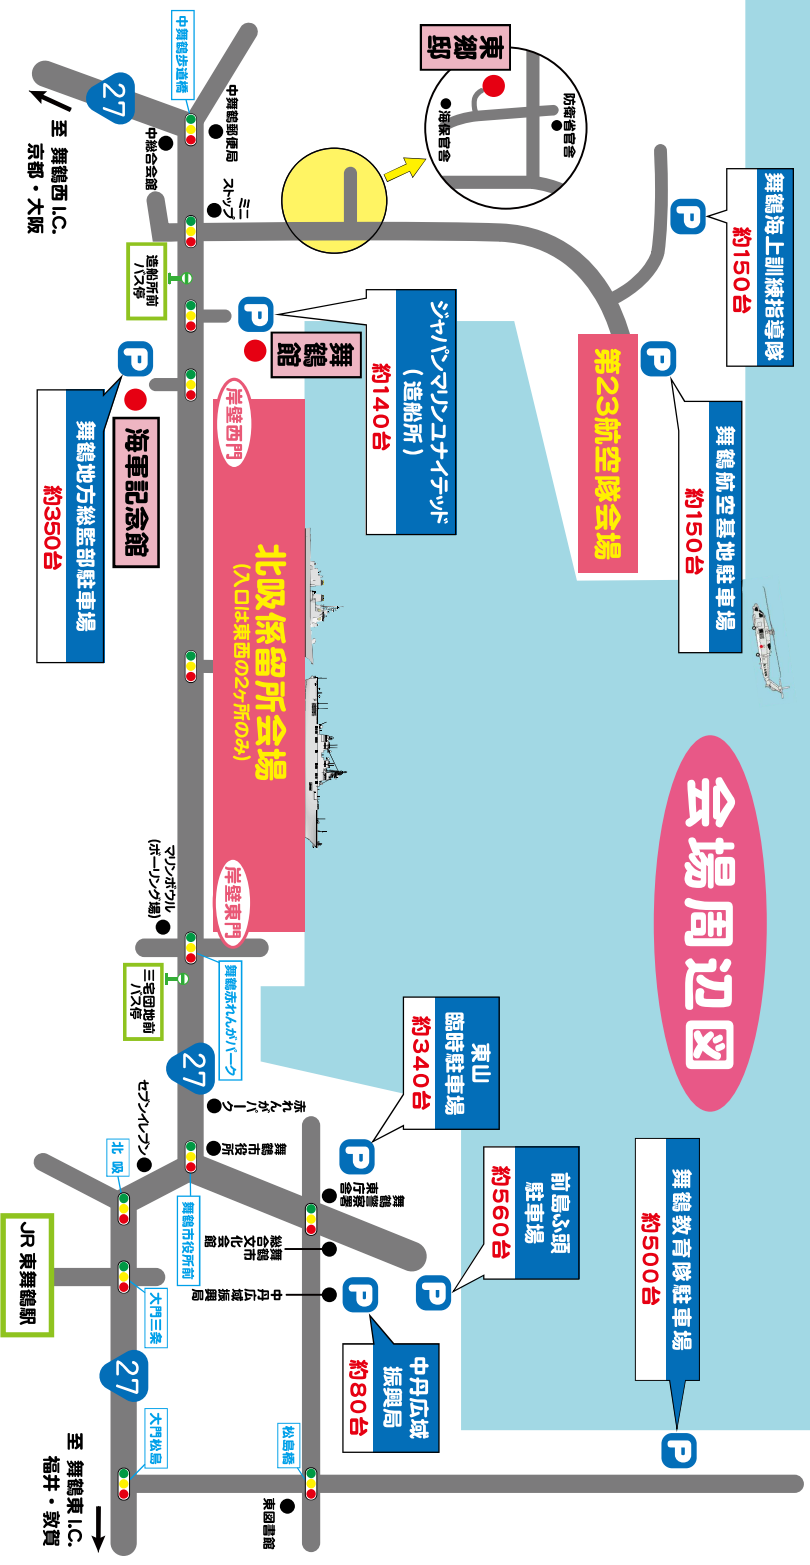 会場周辺図
舞鶴海上訓練指導隊
約150台
P
舞鶴航空基地駐車場
約150台
P
第23航空隊会場
防衛省官舎
海保官舎
東郷邸
ジャパンマリンユナイテッド
(造船所)
約140台
P
舞鶴館
岸壁西門
北吸係留所会場
(入口は東西の2ヶ所のみ)
岸壁東門
海軍記念館
P
舞鶴地方総監部駐車場
約350台
中舞鶴歩道橋
27
至 舞鶴西I.C.
京都・大阪
中舞鶴郵便局
中総合会館
ミニ
ストップ
造船所前
バス停
マリンボウル
(ボーリング場)
三宅団地前
バス停
舞鶴赤れんがパーク
27
赤れんがパーク
舞鶴市役所
セブンイレブン
北吸
舞鶴市役所前
東山
臨時駐車場
約340台
P
前島ふ頭
駐車場
約560台
P
舞鶴教育隊駐車場
約500台
P
舞鶴警察署
東庁舎
舞鶴市
総合文化会館
中丹広域振興局
P
中丹広域
振興局
約80台
JR東舞鶴駅
大門三条
27
大門松島
松島橋
東図書館
至 舞鶴東I.C.
福井・敦賀